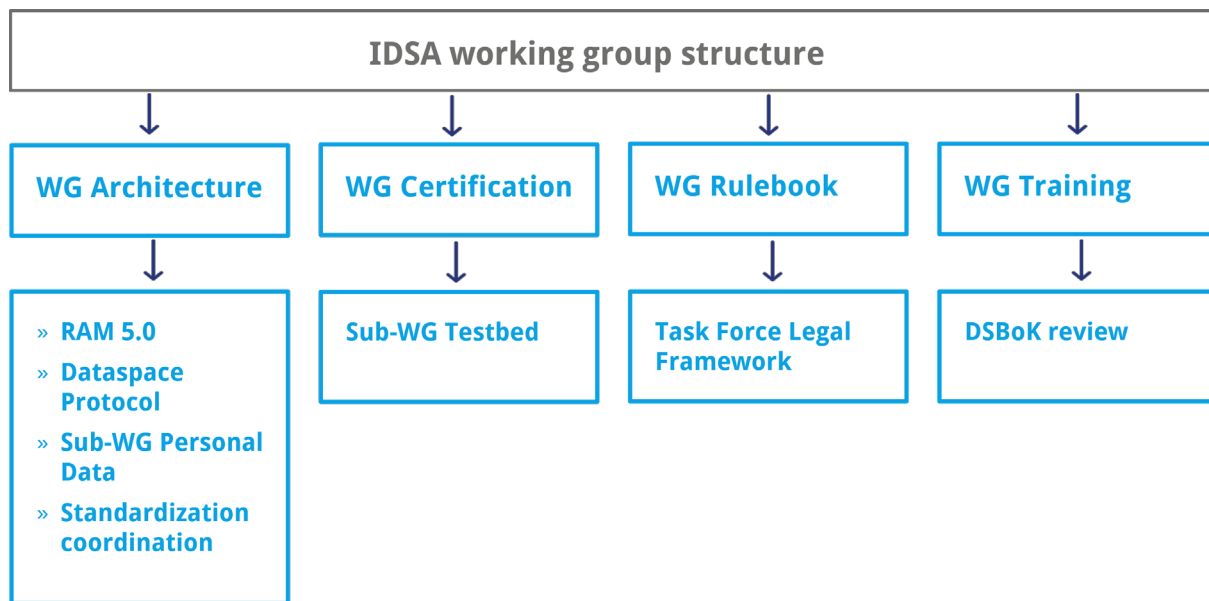 IDSA working group structure
WG Architecture
WG Certification
WG Rulebook
WG Training
» RAM 5.0
» Dataspace
Protocol
» Sub-WG Personal
Data
» Standardization
coordination
Sub-WG Testbed
Task Force Legal
Framework
DSBoK review